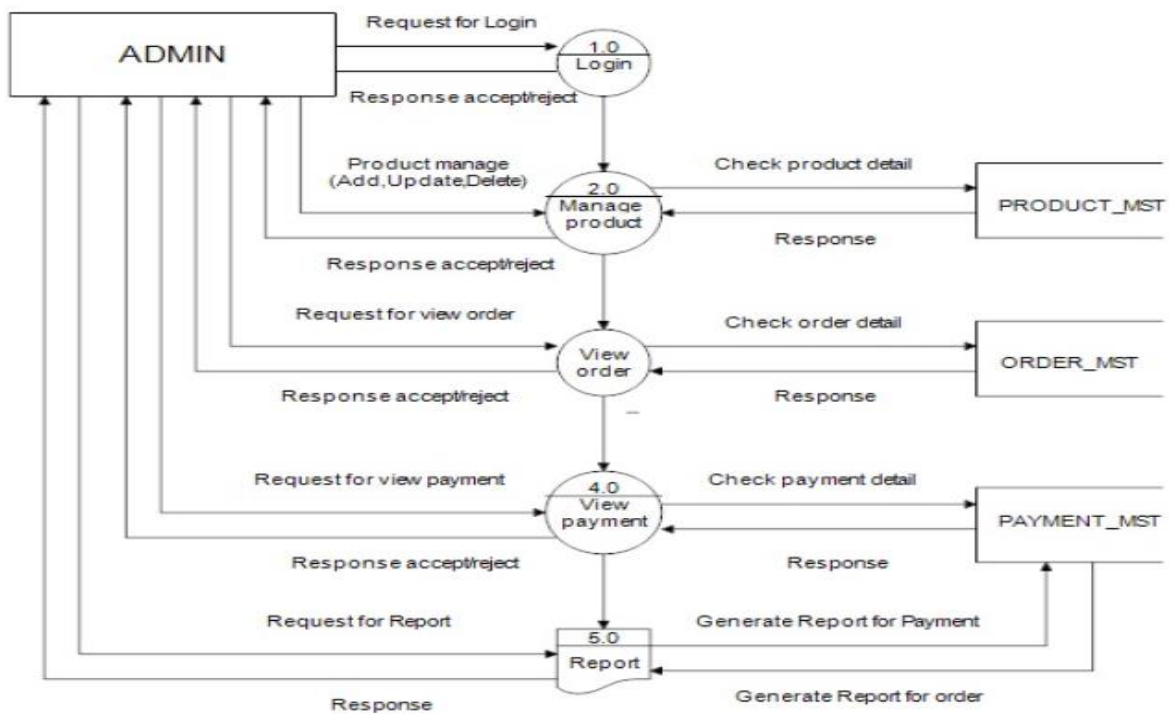 Request for Login
ADMIN
1.0
Login
Response accept/reject
Product manage
(Add,Update,Delete)
2.0
Manage
product
Check product detail
PRODUCT_MST
Response
Response accept/reject
Request for view order
View
order
Check order detail
ORDER_MST
Response
Response accept/reject
Request for view payment
4.0
View
payment
Check payment detail
PAYMENT_MST
Response
Response accept/reject
Request for Report
5.0
Report
Generate Report for Payment
Generate Report for order
Response